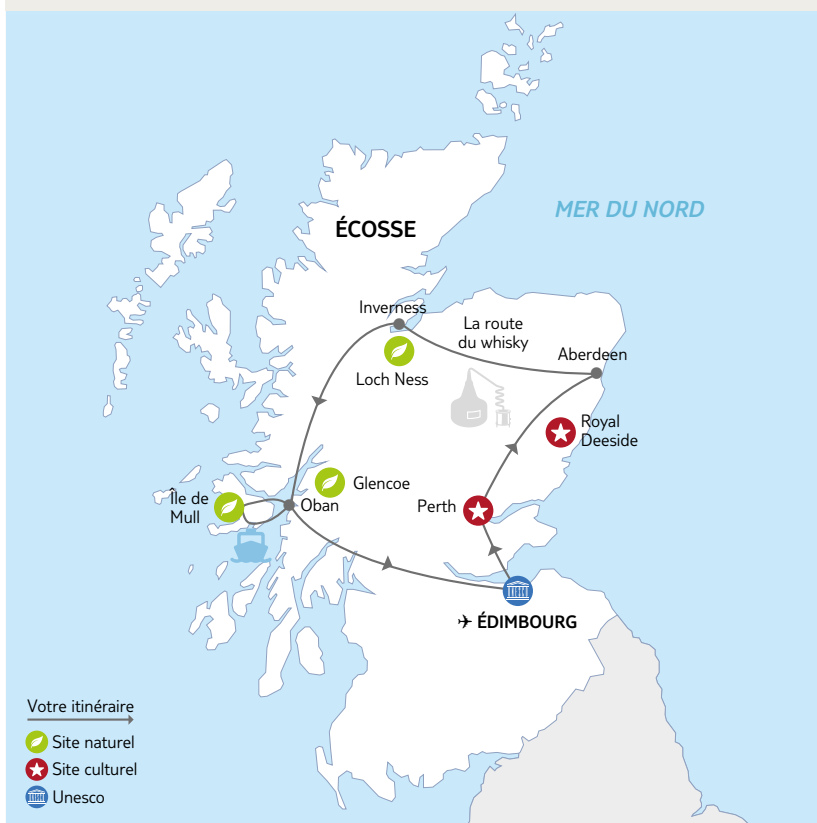 MER DU NORD
ÉCOSSE
Inverness
La route
du whisky
Aberdeen
Loch Ness
Royal
Deeside
Glencoe
Île de
Mull
Oban
Perth
ÉDIMBOURG
Votre itinéraire
Site naturel
Site culturel
Unesco